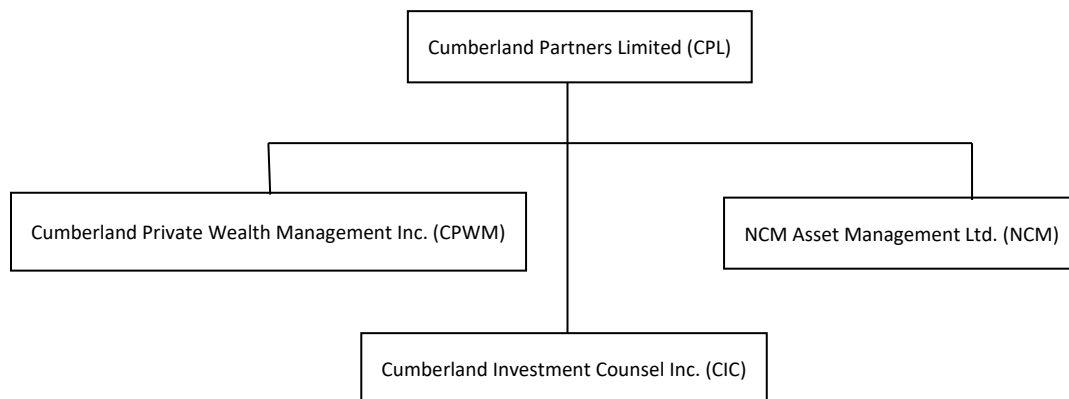 Cumberland Partners Limited (CPL)
Cumberland Private Wealth Management Inc. (CPWM)
NCM Asset Management Ltd. (NCM)
Cumberland Investment Counsel Inc. (CIC)